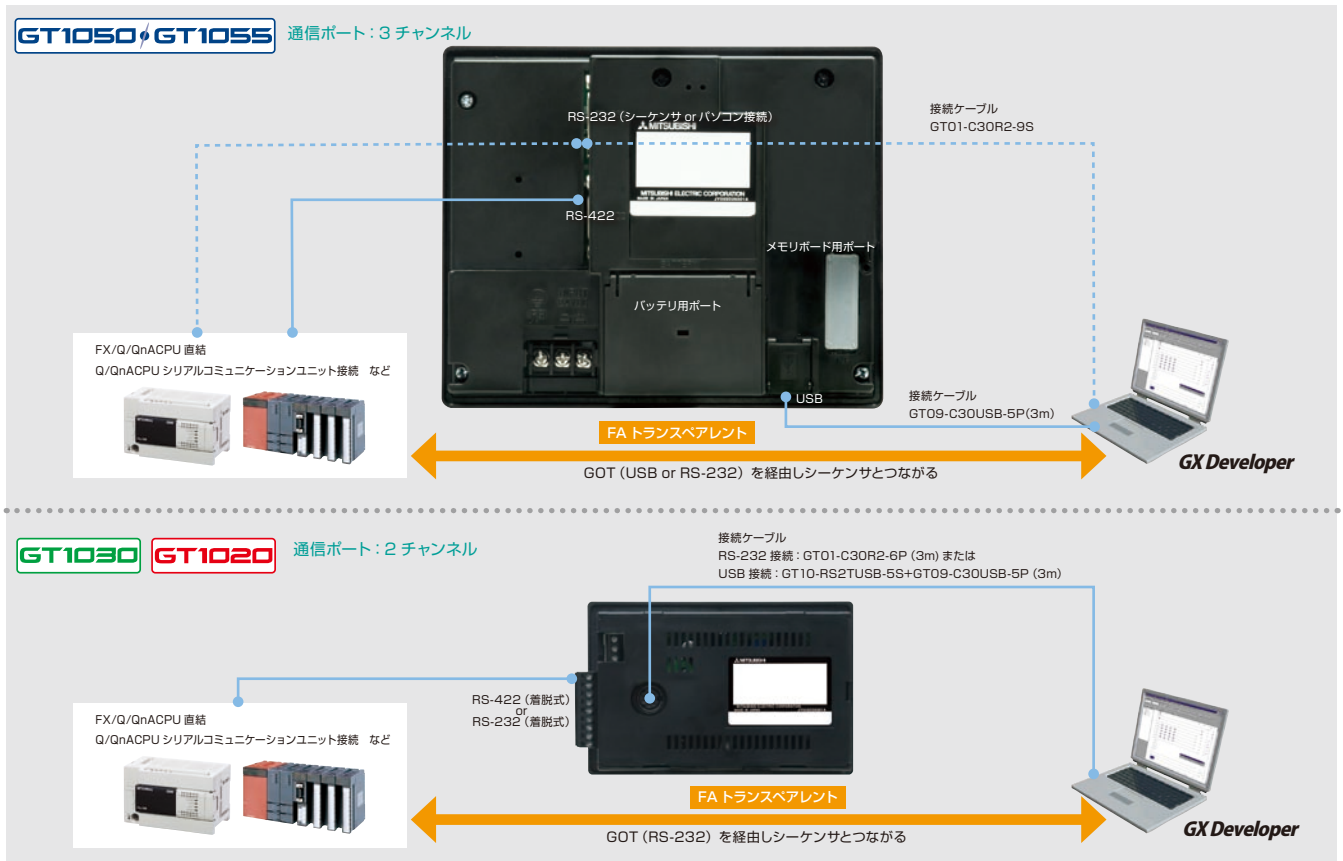 GT1050 GT1055
通信ポート：3 チャンネル
接続ケーブル
GT01-C30R2-9S
RS-232（シーケンサ or パソコン接続）
MITSUBISHI
MITSUBISHI ELECTRIC CORPORATION
MADE IN JAPAN
RS-422
メモリボード用ポート
バッテリ用ポート
FX/Q/QnACPU 直結
Q/QnACPU シリアルコミュニケーションユニット接続　など
USB
接続ケーブル
GT09-C30USB-5P(3m)
FA トランスペアレント
GOT（USB or RS-232）を経由しシーケンサとつながる
GX Developer
GT1030 GT1020
通信ポート：2 チャンネル
接続ケーブル
RS-232 接続：GT01-C30R2-6P（3m）または
USB 接続：GT10-RS2TUSB-5S+GT09-C30USB-5P（3m）
MITSUBISHI
RS-422（着脱式）
or
RS-232（着脱式）
FX/Q/QnACPU 直結
Q/QnACPU シリアルコミュニケーションユニット接続　など
FA トランスペアレント
GOT（RS-232）を経由しシーケンサとつながる
GX Developer